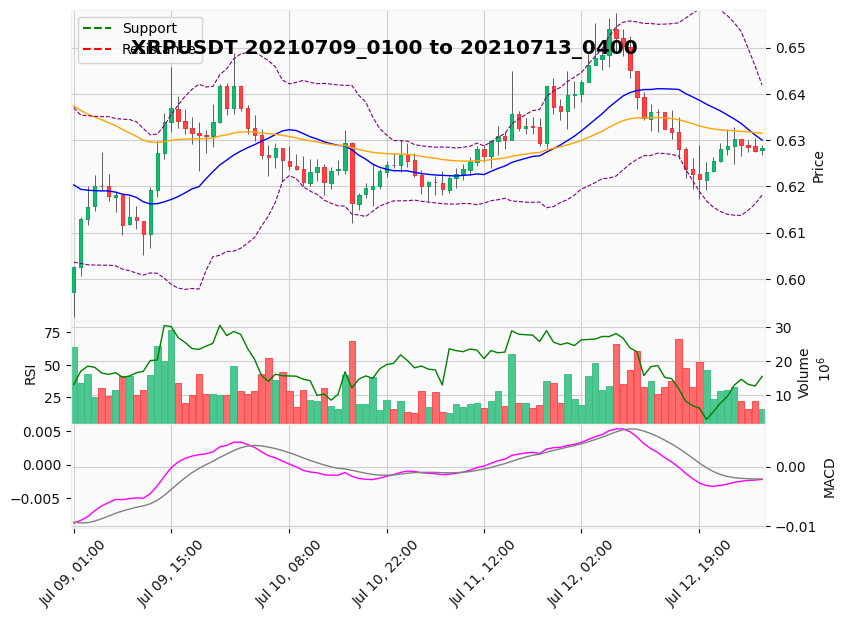 XRPUSDT 20210709_0100 to 20210713_0400
Support
Resistance
0.65
0.64
0.63
0.62
0.61
0.60
Price
75
50
25
RSI
30
20
10
Volume
10^6
0.005
0.000
−0.005
0.00
−0.01
MACD
Jul 09, 01:00
Jul 09, 15:00
Jul 10, 08:00
Jul 10, 22:00
Jul 11, 12:00
Jul 12, 02:00
Jul 12, 19:00